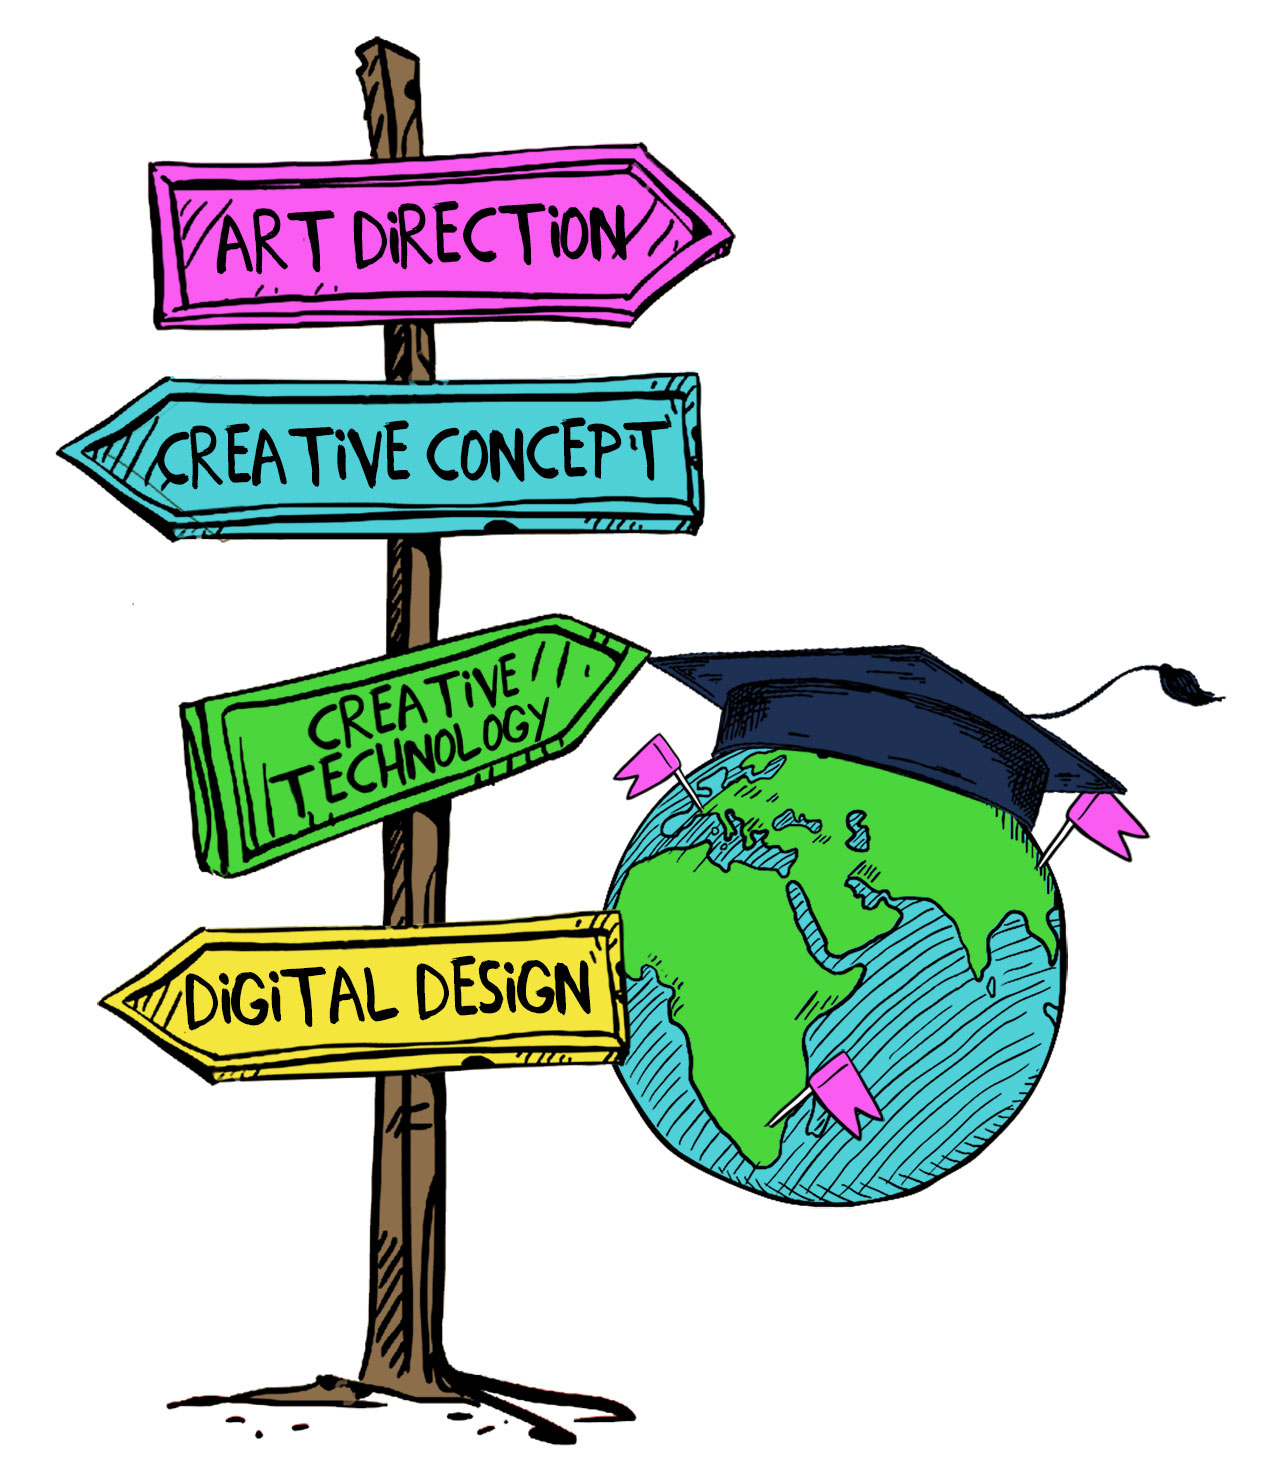 ART DiRECTiON
CREATiVE CONCEPT
CREATiVE
TECHNOLOGY
DiGiTAL DESiGN